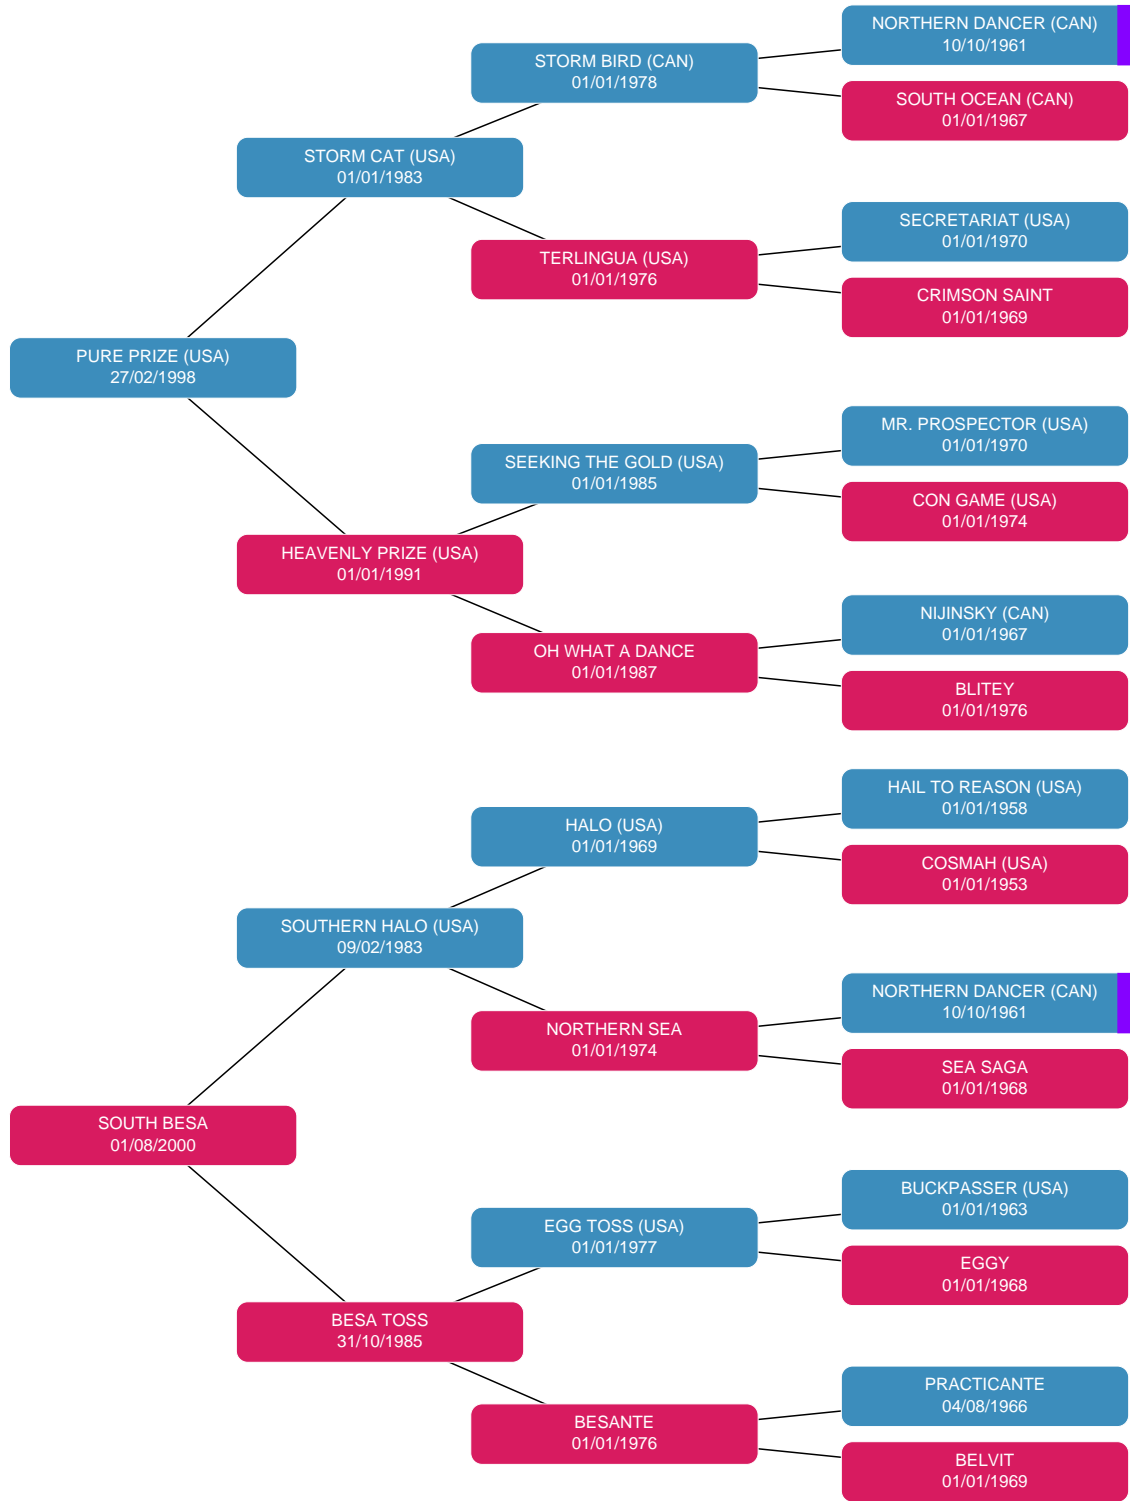 NORTHERN DANCER (CAN)
10/10/1961
STORM BIRD (CAN)
01/01/1978
SOUTH OCEAN (CAN)
01/01/1967
STORM CAT (USA)
01/01/1983
SECRETARIAT (USA)
01/01/1970
TERLINGUA (USA)
01/01/1976
CRIMSON SAINT
01/01/1969
PURE PRIZE (USA)
27/02/1998
MR. PROSPECTOR (USA)
01/01/1970
SEEKING THE GOLD (USA)
01/01/1985
CON GAME (USA)
01/01/1974
HEAVENLY PRIZE (USA)
01/01/1991
NIJINSKY (CAN)
01/01/1967
OH WHAT A DANCE
01/01/1987
BLITEY
01/01/1976
HAIL TO REASON (USA)
01/01/1958
HALO (USA)
01/01/1969
COSMAH (USA)
01/01/1953
SOUTHERN HALO (USA)
09/02/1983
NORTHERN DANCER (CAN)
10/10/1961
NORTHERN SEA
01/01/1974
SEA SAGA
01/01/1968
SOUTH BESA
01/08/2000
BUCKPASSER (USA)
01/01/1963
EGG TOSS (USA)
01/01/1977
EGGY
01/01/1968
BESA TOSS
31/10/1985
PRACTICANTE
04/08/1966
BESANTE
01/01/1976
BELVIT
01/01/1969